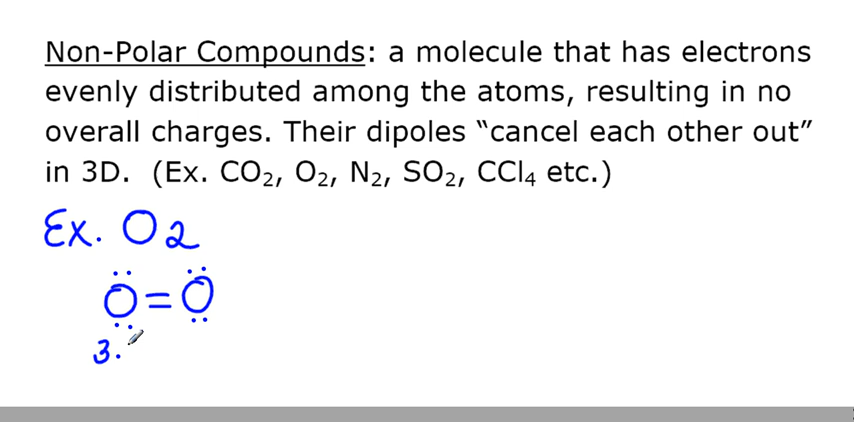 Non-Polar Compounds: a molecule that has electrons
evenly distributed among the atoms, resulting in no
overall charges. Their dipoles “cancel each other out”
in 3D. (Ex. CO₂, O₂, N₂, SO₂, CCl₄ etc.)
Ex. O₂
O=O
3.